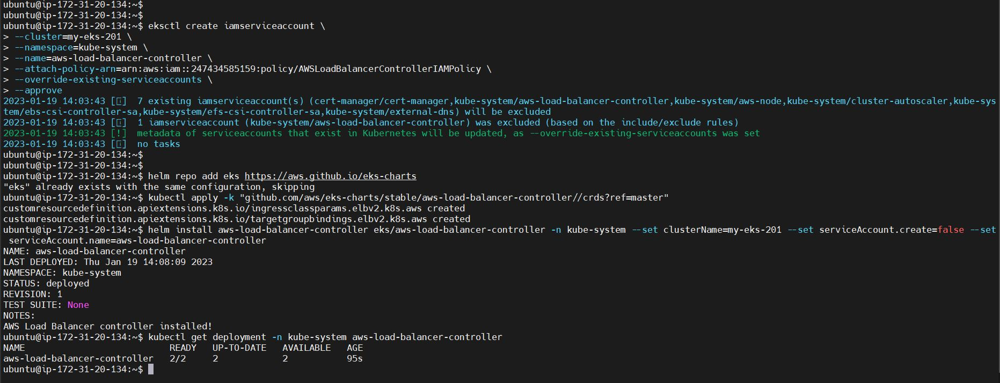 ubuntu@ip-172-31-20-134:~$
ubuntu@ip-172-31-20-134:~$
ubuntu@ip-172-31-20-134:~$ eksctl create iamserviceaccount \
> --cluster=my-eks-201 \
> --namespace=kube-system \
> --name=aws-load-balancer-controller \
> --attach-policy-arn=arn:aws:iam::247434585159:policy/AWSLoadBalancerControllerIAMPolicy \
> --override-existing-serviceaccounts \
> --approve
2023-01-19 14:03:43 [ℹ]  7 existing iamserviceaccount(s) (cert-manager/cert-manager,kube-system/aws-load-balancer-controller,kube-system/aws-node,kube-system/cluster-autoscaler,kube-sys
tem/ebs-csi-controller-sa,kube-system/efs-csi-controller-sa,kube-system/external-dns) will be excluded
2023-01-19 14:03:43 [ℹ]  1 iamserviceaccount (kube-system/aws-load-balancer-controller) was excluded (based on the include/exclude rules)
2023-01-19 14:03:43 [!]  metadata of serviceaccounts that exist in Kubernetes will be updated, as --override-existing-serviceaccounts was set
2023-01-19 14:03:43 [ℹ]  no tasks
ubuntu@ip-172-31-20-134:~$
ubuntu@ip-172-31-20-134:~$
ubuntu@ip-172-31-20-134:~$ helm repo add eks https://aws.github.io/eks-charts
"eks" already exists with the same configuration, skipping
ubuntu@ip-172-31-20-134:~$ kubectl apply -k "github.com/aws/eks-charts/stable/aws-load-balancer-controller//crds?ref=master"
customresourcedefinition.apiextensions.k8s.io/ingressclassparams.elbv2.k8s.aws created
customresourcedefinition.apiextensions.k8s.io/targetgroupbindings.elbv2.k8s.aws created
ubuntu@ip-172-31-20-134:~$ helm install aws-load-balancer-controller eks/aws-load-balancer-controller -n kube-system --set clusterName=my-eks-201 --set serviceAccount.create=false --set
 serviceAccount.name=aws-load-balancer-controller
NAME: aws-load-balancer-controller
LAST DEPLOYED: Thu Jan 19 14:08:09 2023
NAMESPACE: kube-system
STATUS: deployed
REVISION: 1
TEST SUITE: None
NOTES:
AWS Load Balancer controller installed!
ubuntu@ip-172-31-20-134:~$ kubectl get deployment -n kube-system aws-load-balancer-controller
NAME                           READY   UP-TO-DATE   AVAILABLE   AGE
aws-load-balancer-controller   2/2     2            2           95s
ubuntu@ip-172-31-20-134:~$